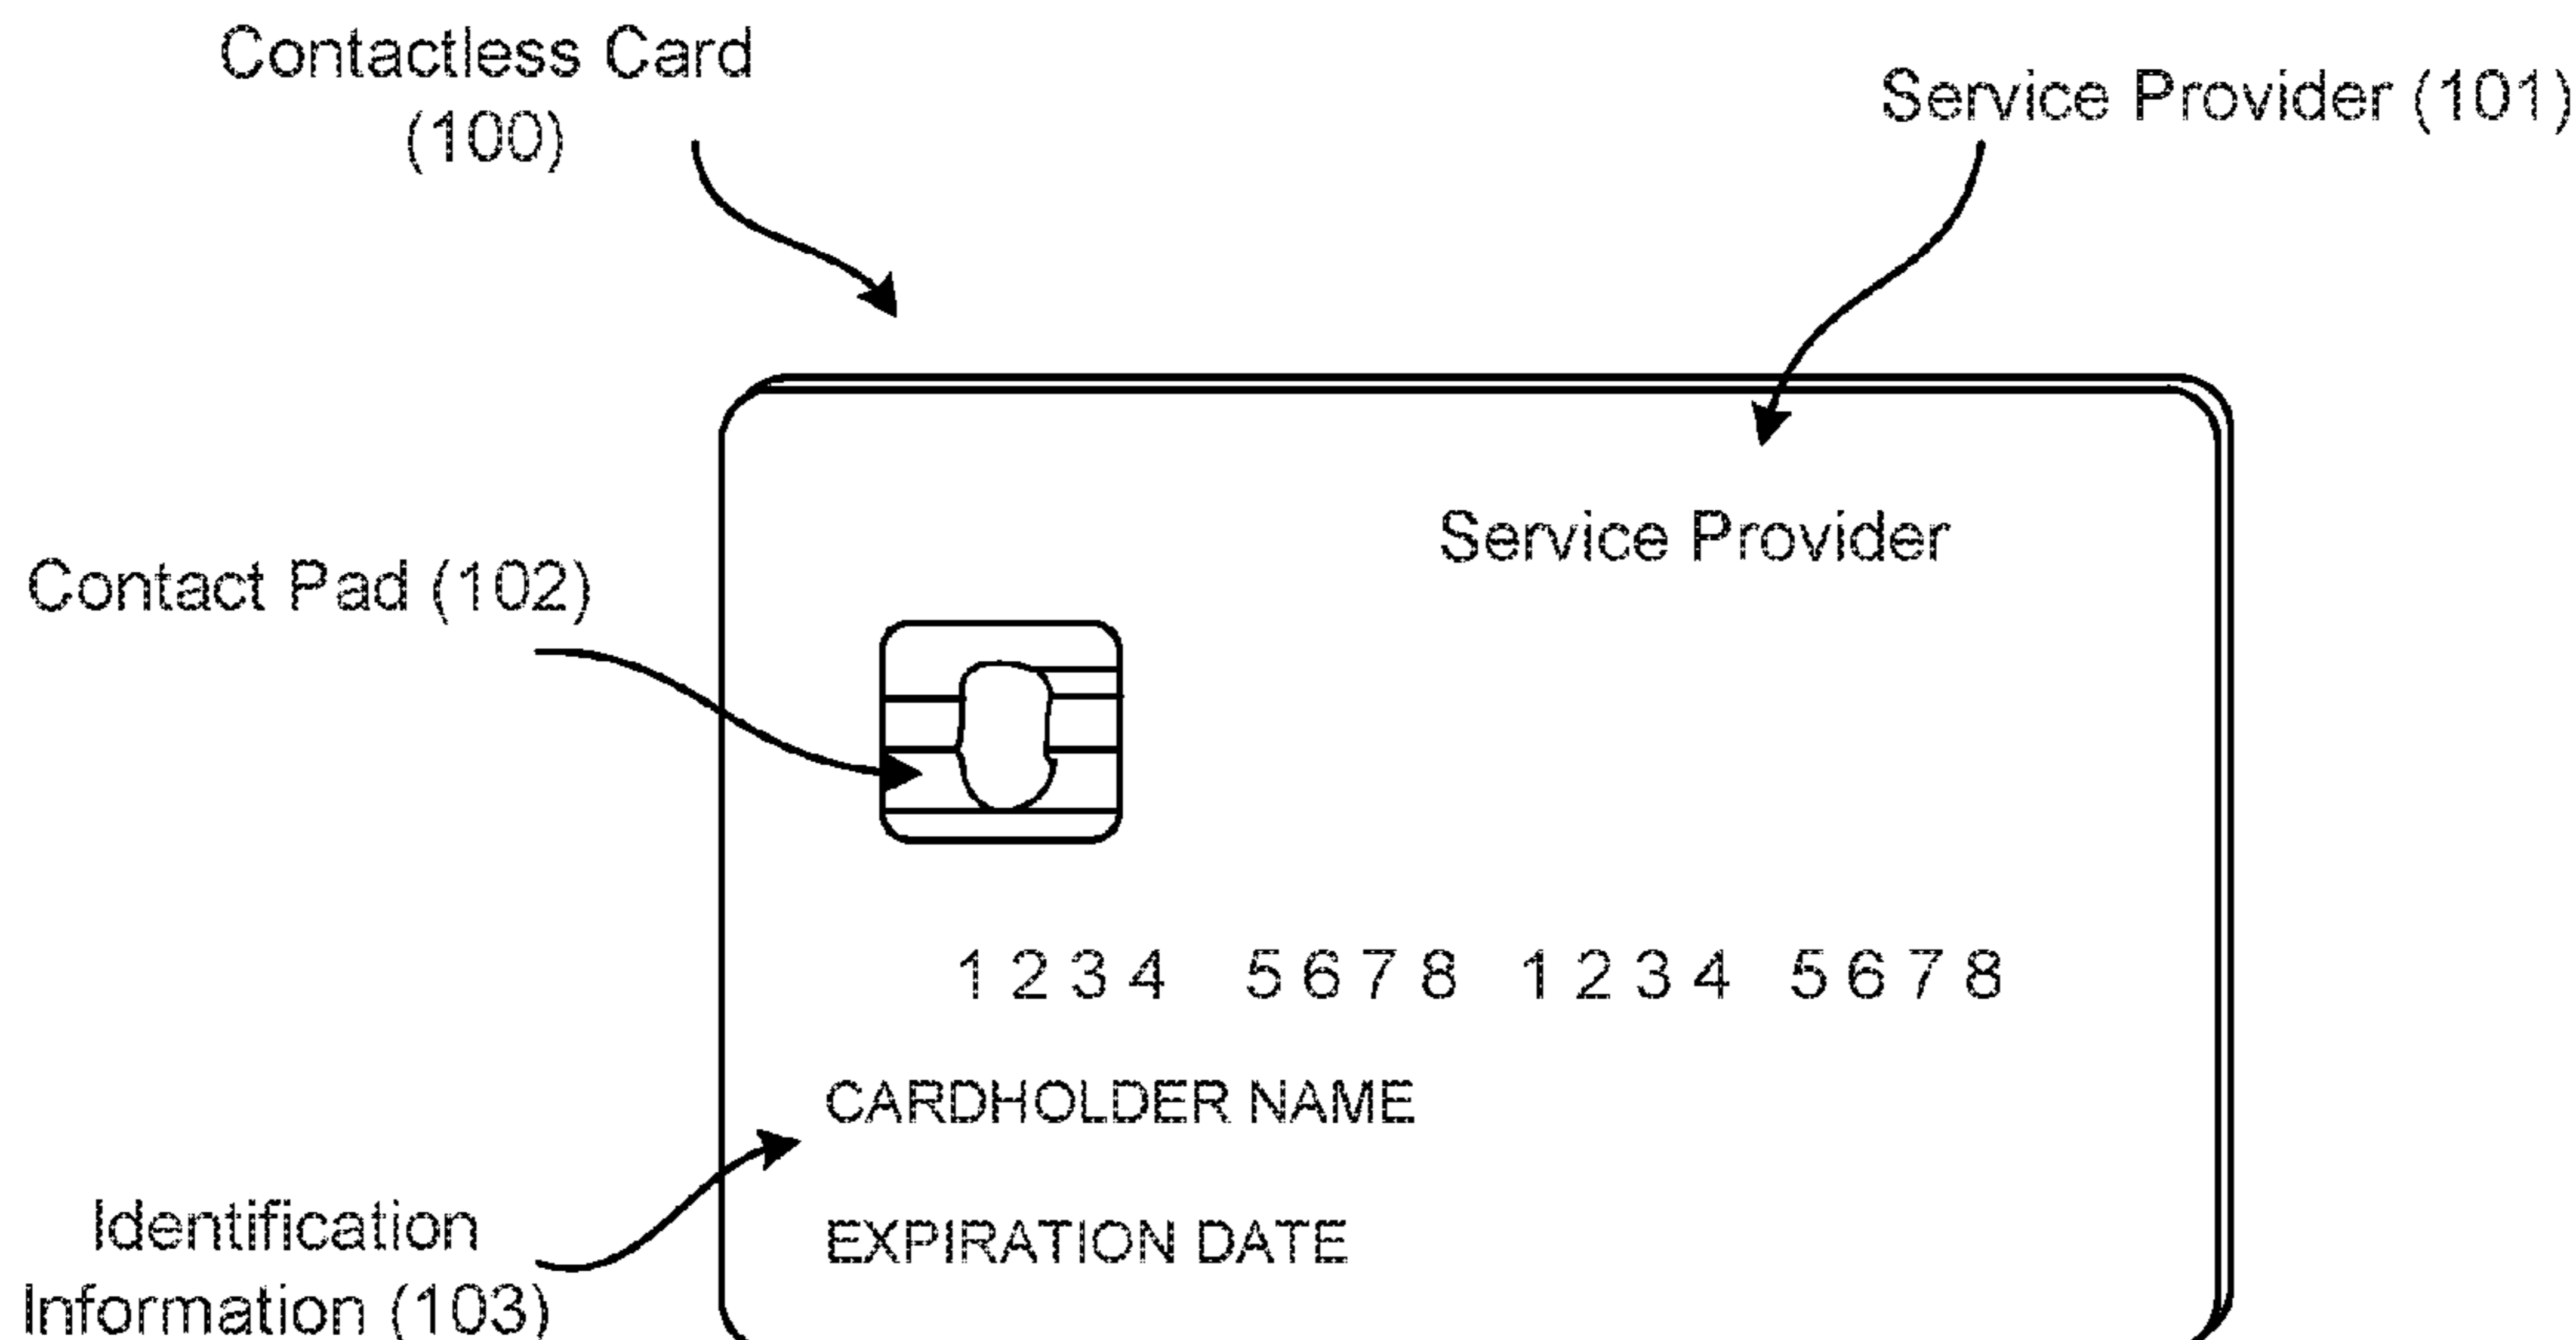 Contactless Card
(100)
Service Provider (101)
Service Provider
Contact Pad (102)
1234 5678 1234 5678
CARDHOLDER NAME
EXPIRATION DATE
Identification
Information (103)